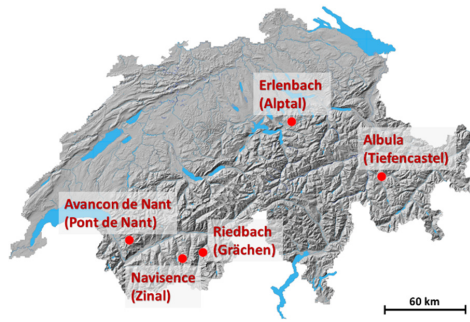 Erlenbach
(Alptal)
Albula
(Tiefencastel)
Avancon de Nant
(Pont de Nant)
Riedbach
(Grächen)
Navisence
(Zinal)
60 km